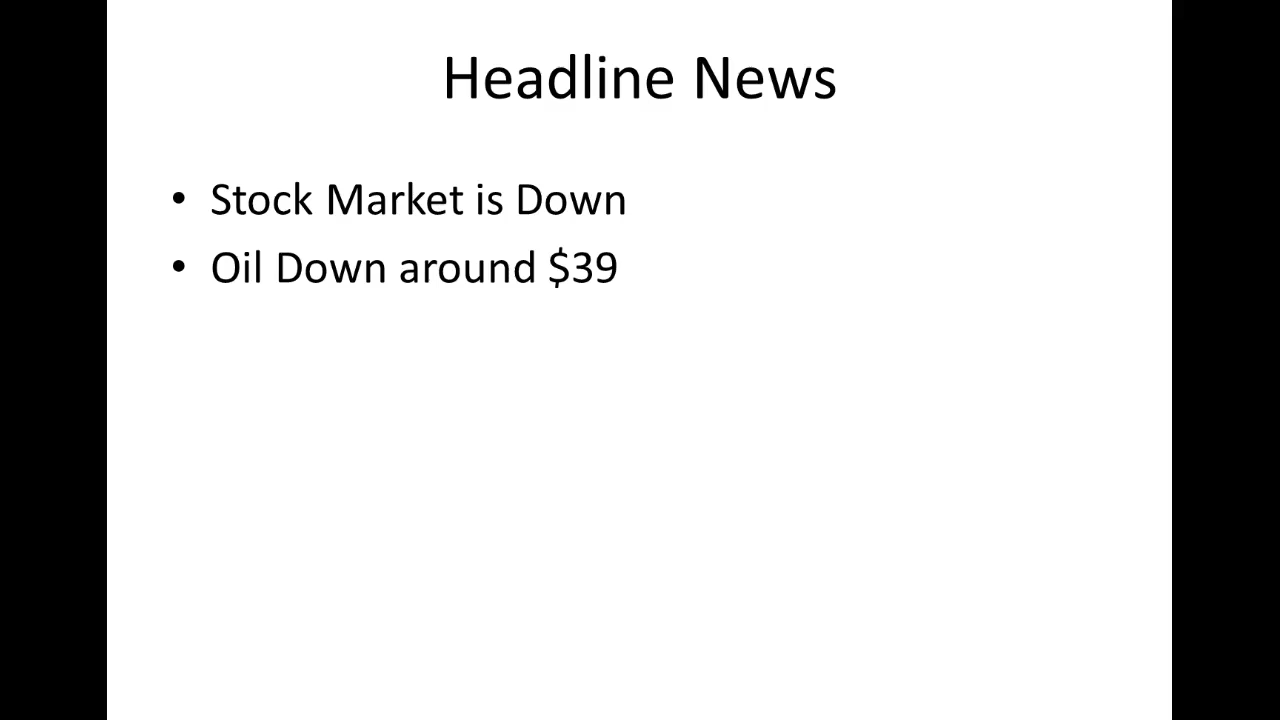 Headline News
• Stock Market is Down
• Oil Down around $39